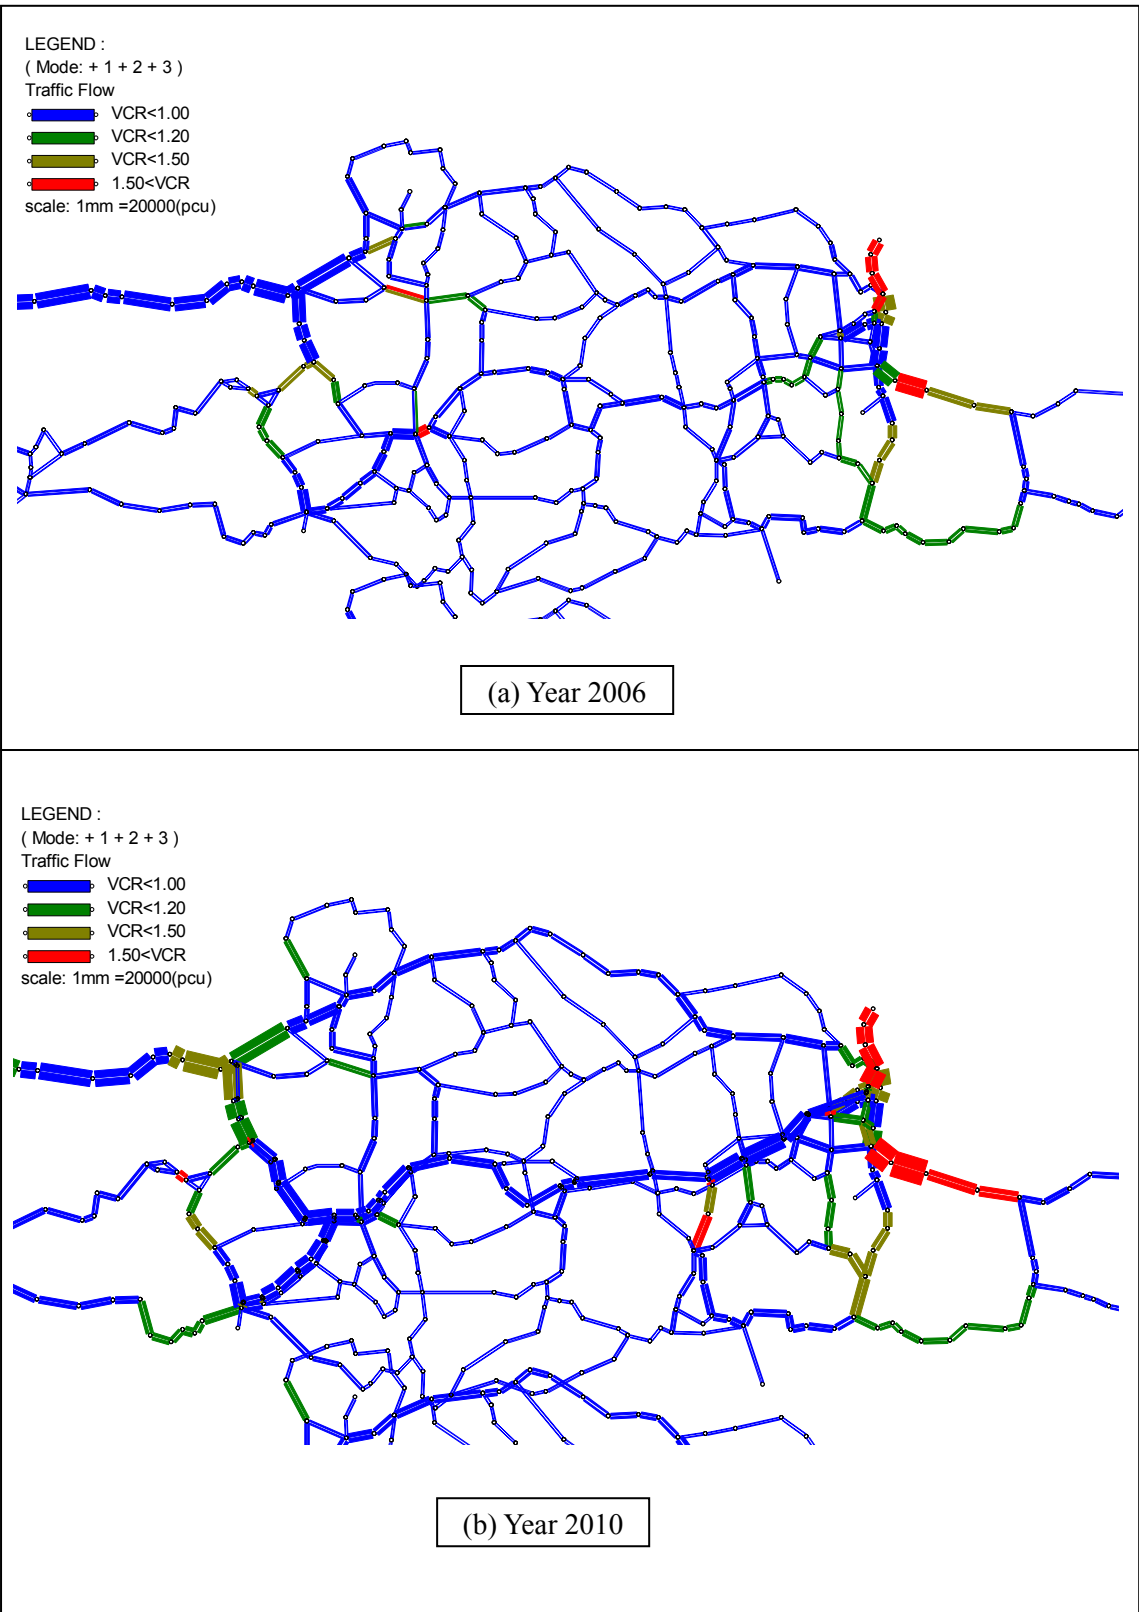 LEGEND :
( Mode: + 1 + 2 + 3 )
Traffic Flow
VCR<1.00
VCR<1.20
VCR<1.50
1.50<VCR
scale: 1mm =20000(pcu)
(a) Year 2006
LEGEND :
( Mode: + 1 + 2 + 3 )
Traffic Flow
VCR<1.00
VCR<1.20
VCR<1.50
1.50<VCR
scale: 1mm =20000(pcu)
(b) Year 2010